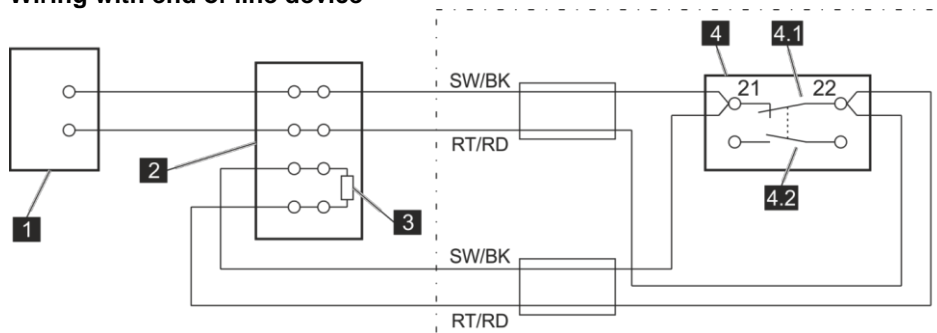 Wiring with end of line device
4 4.1
SW/BK
21 22
RT/RD
2
4.2
1
3
SW/BK
RT/RD